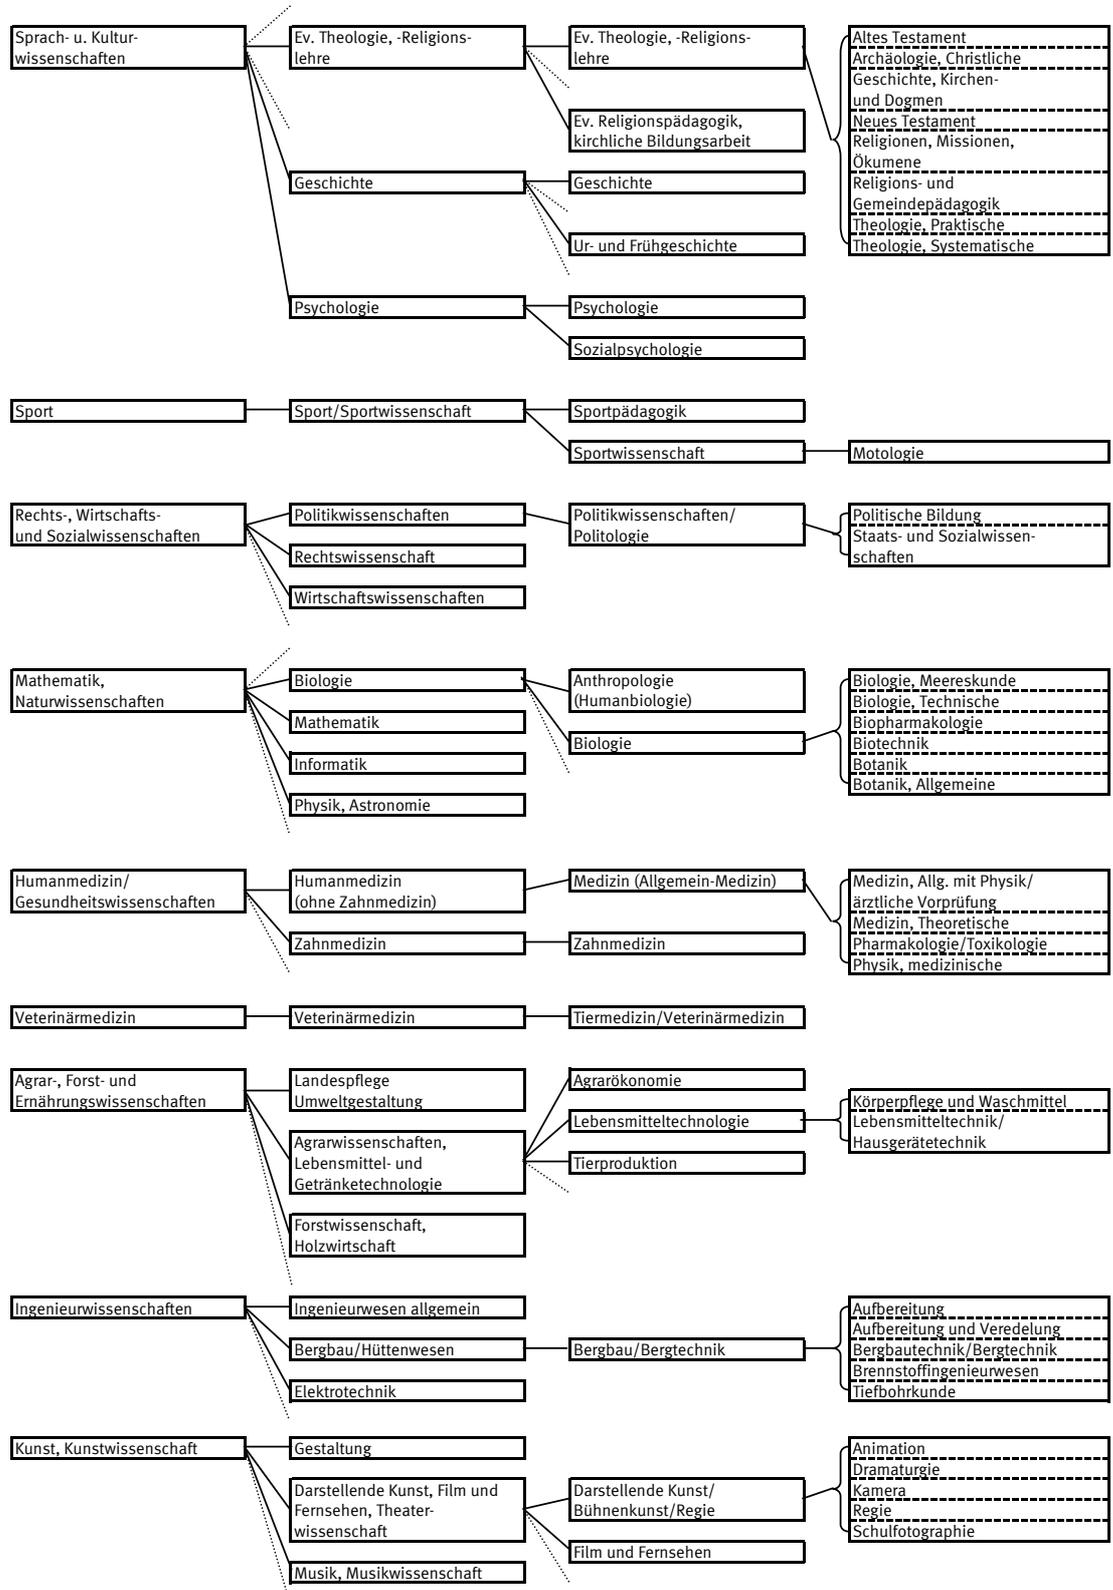 Sprach- u. Kultur-
wissenschaften
Ev. Theologie, -Religions-
lehre
Ev. Theologie, -Religions-
lehre
Altes Testament
Archäologie, Christliche
Geschichte, Kirchen-
und Dogmen
Neues Testament
Religionen, Missionen,
Ökumene
Religions- und
Gemeindepädagogik
Theologie, Praktische
Theologie, Systematische
Ev. Religionspädagogik,
kirchliche Bildungsarbeit
Geschichte
Geschichte
Ur- und Frühgeschichte
Psychologie
Psychologie
Sozialpsychologie
Sport
Sport/Sportwissenschaft
Sportpädagogik
Sportwissenschaft
Motologie
Rechts-, Wirtschafts-
und Sozialwissenschaften
Politikwissenschaften
Politikwissenschaften/
Politologie
Politische Bildung
Staats- und Sozialwissen-
schaften
Rechtswissenschaft
Wirtschaftswissenschaften
Mathematik,
Naturwissenschaften
Biologie
Anthropologie
(Humanbiologie)
Biologie, Meereskunde
Biologie, Technische
Biopharmakologie
Biotechnik
Botanik
Botanik, Allgemeine
Mathematik
Biologie
Informatik
Physik, Astronomie
Humanmedizin/
Gesundheitswissenschaften
Humanmedizin
(ohne Zahnmedizin)
Medizin (Allgemein-Medizin)
Medizin, Allg. mit Physik/
ärztliche Vorprüfung
Medizin, Theoretische
Pharmakologie/Toxikologie
Physik, medizinische
Zahnmedizin
Zahnmedizin
Veterinärmedizin
Veterinärmedizin
Tiermedizin/Veterinärmedizin
Agrar-, Forst- und
Ernährungswissenschaften
Landespflege
Umweltgestaltung
Agrarökonomie
Lebensmitteltechnologie
Körperpflege und Waschmittel
Lebensmitteltechnik/
Hausgerätetechnik
Agrarwissenschaften,
Lebensmittel- und
Getränketechnologie
Tierproduktion
Forstwissenschaft,
Holzwirtschaft
Ingenieurwissenschaften
Ingenieurwesen allgemein
Aufbereitung
Aufbereitung und Veredelung
Bergbautechnik/Bergtechnik
Brennstoffingenieurwesen
Tiefbohrkunde
Bergbau/Hüttenwesen
Bergbau/Bergtechnik
Elektrotechnik
Kunst, Kunstwissenschaft
Gestaltung
Animation
Dramaturgie
Kamera
Regie
Schulfotographie
Darstellende Kunst, Film und
Fernsehen, Theater-
wissenschaft
Darstellende Kunst/
Bühnenkunst/Regie
Film und Fernsehen
Musik, Musikwissenschaft